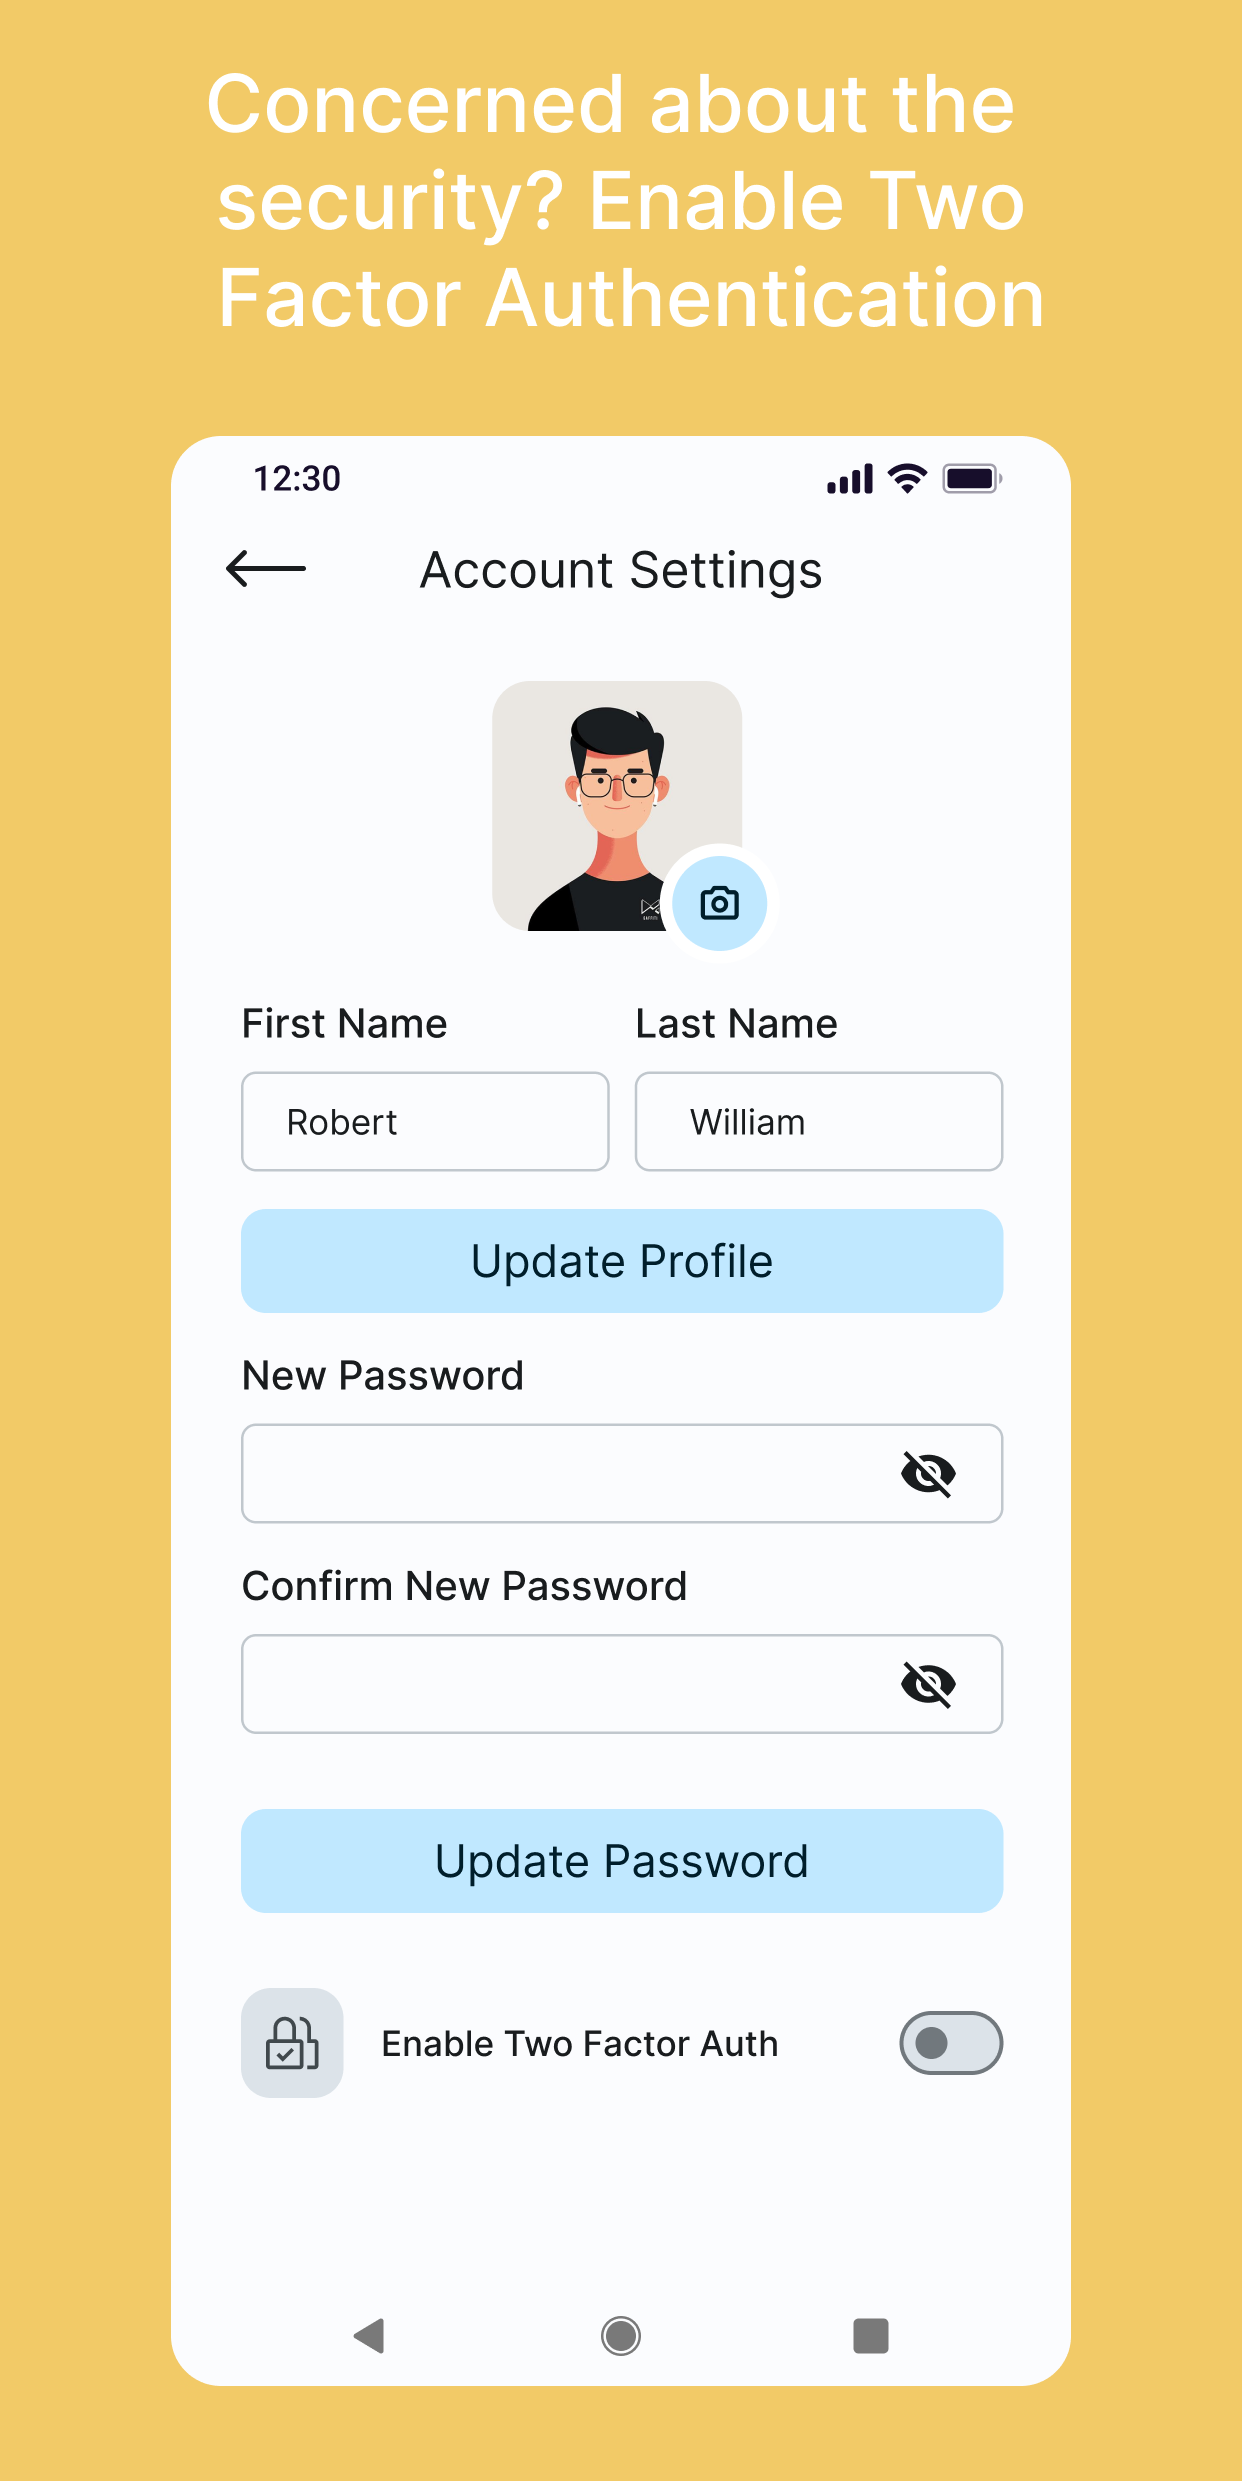 Concerned about the
security? Enable Two
Factor Authentication
12:30
Account Settings
First Name
Last Name
Robert
William
Update Profile
New Password
Confirm New Password
Update Password
Enable Two Factor Auth